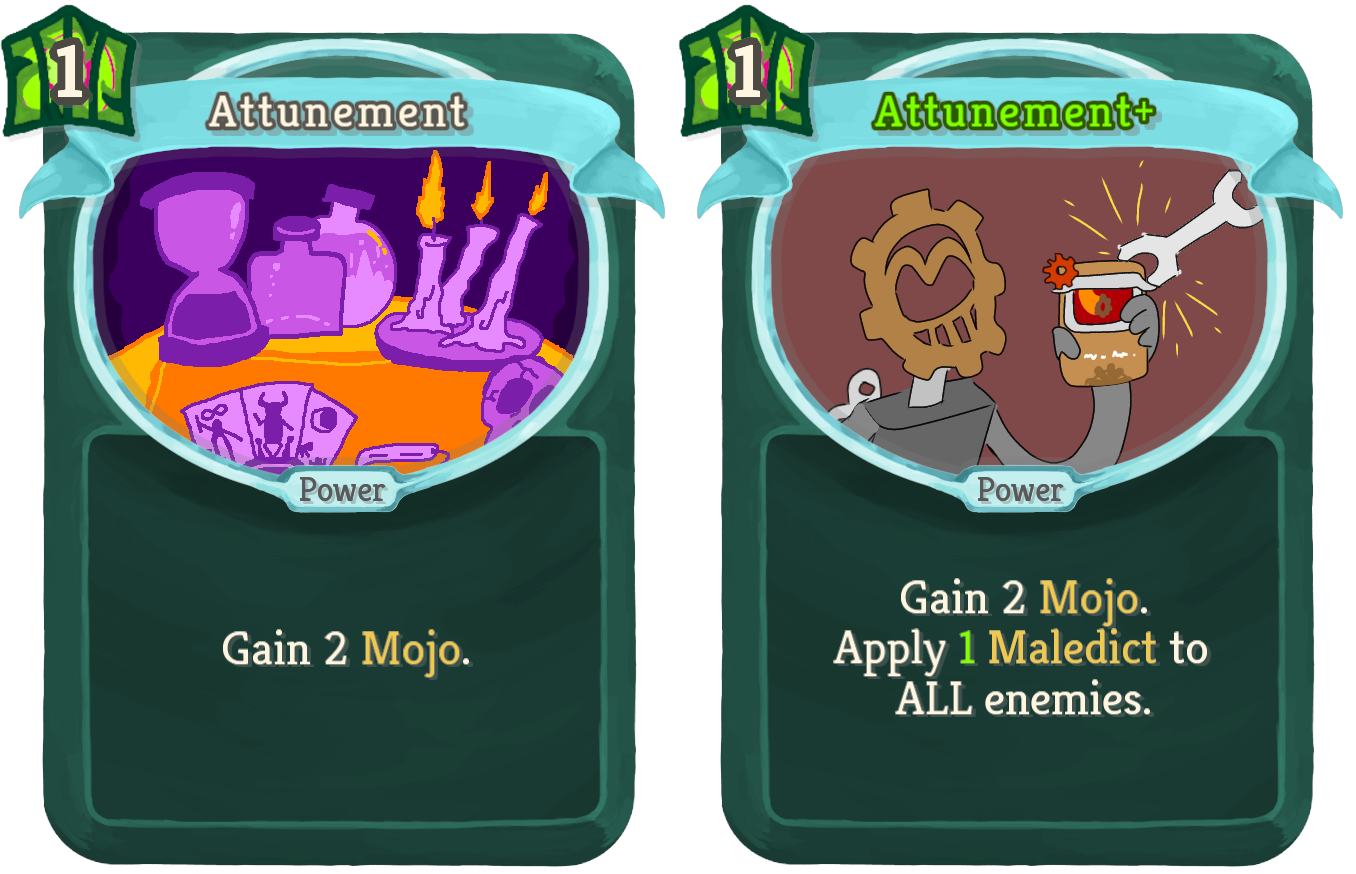 1
Attunement
Power
Gain 2 Mojo.
1
Attunement+
Power
Gain 2 Mojo.
Apply 1 Maledict to
ALL enemies.